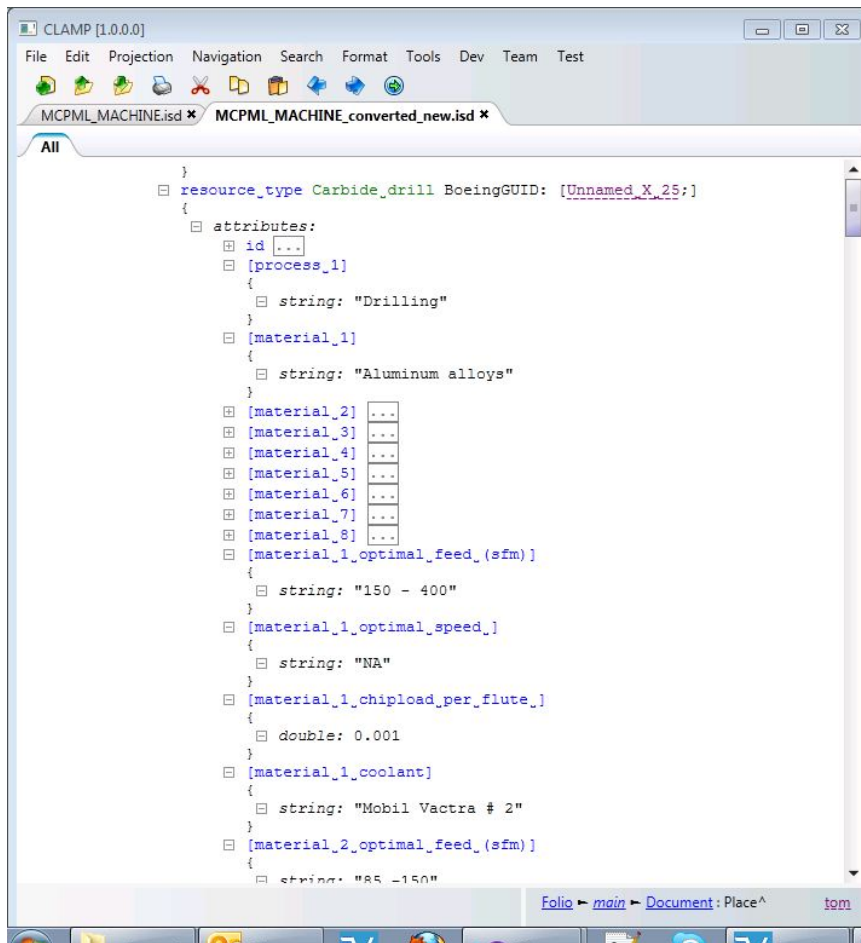 CLAMP [1.0.0.0]
File Edit Projection Navigation Search Format Tools Dev Team Test
MCPML_MACHINE.isd MCPML_MACHINE_converted_new.isd
All
}
resource_type Carbide_drill BoeingGUID: [Unnamed_X_25;]
{
attributes:
id ...
[process_1]
{
string: "Drilling"
}
[material_1]
{
string: "Aluminum alloys"
}
[material_2] ...
[material_3] ...
[material_4] ...
[material_5] ...
[material_6] ...
[material_7] ...
[material_8] ...
[material_1_optimal_feed_(sfm)]
{
string: "150 - 400"
}
[material_1_optimal_speed_]
{
string: "NA"
}
[material_1_chipload_per_flute_]
{
double: 0.001
}
[material_1_coolant]
{
string: "Mobil Vactra # 2"
}
[material_2_optimal_feed_(sfm)]
{
string: "85 -150"
Folio ► main ► Document : Place^ tom